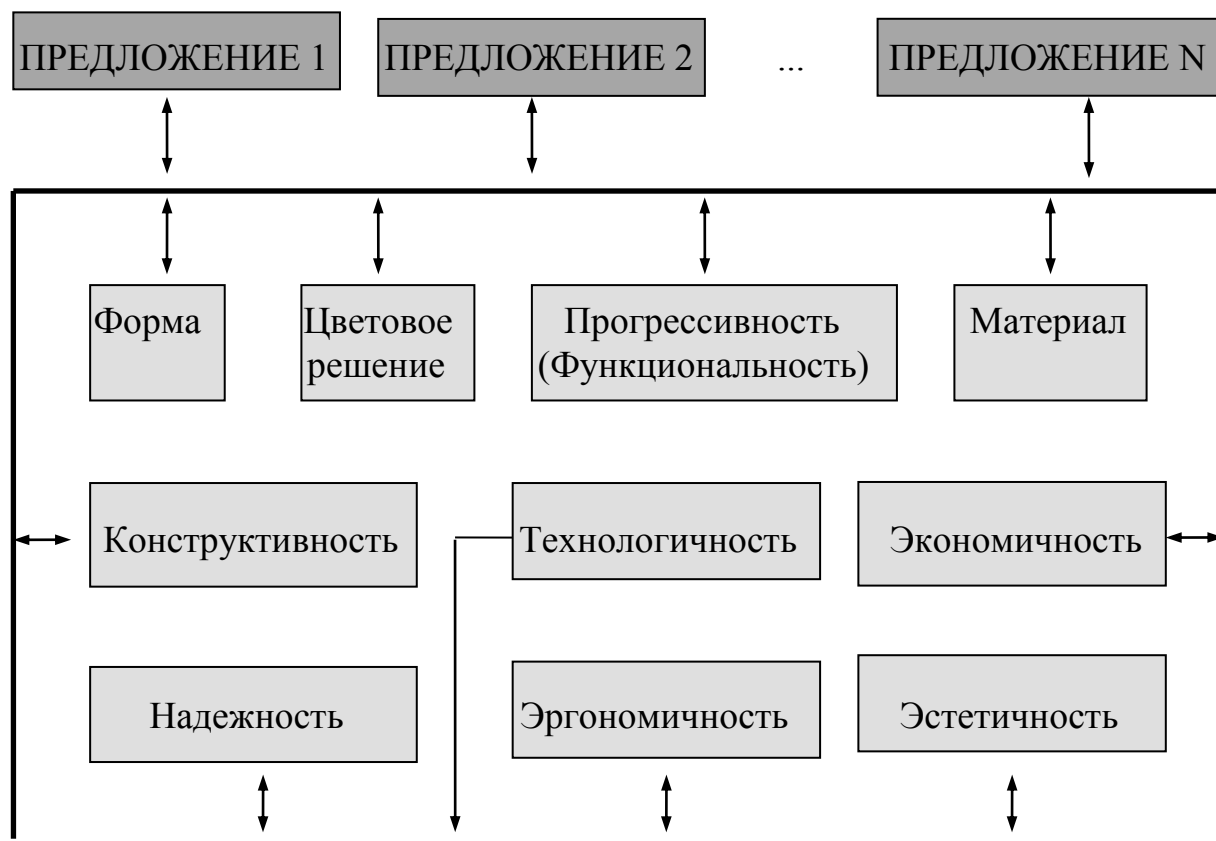 ПРЕДЛОЖЕНИЕ 1
ПРЕДЛОЖЕНИЕ 2
...
ПРЕДЛОЖЕНИЕ N
Форма
Цветовое
решение
Прогрессивность
(Функциональность)
Материал
Конструктивность
Технологичность
Экономичность
Надежность
Эргономичность
Эстетичность